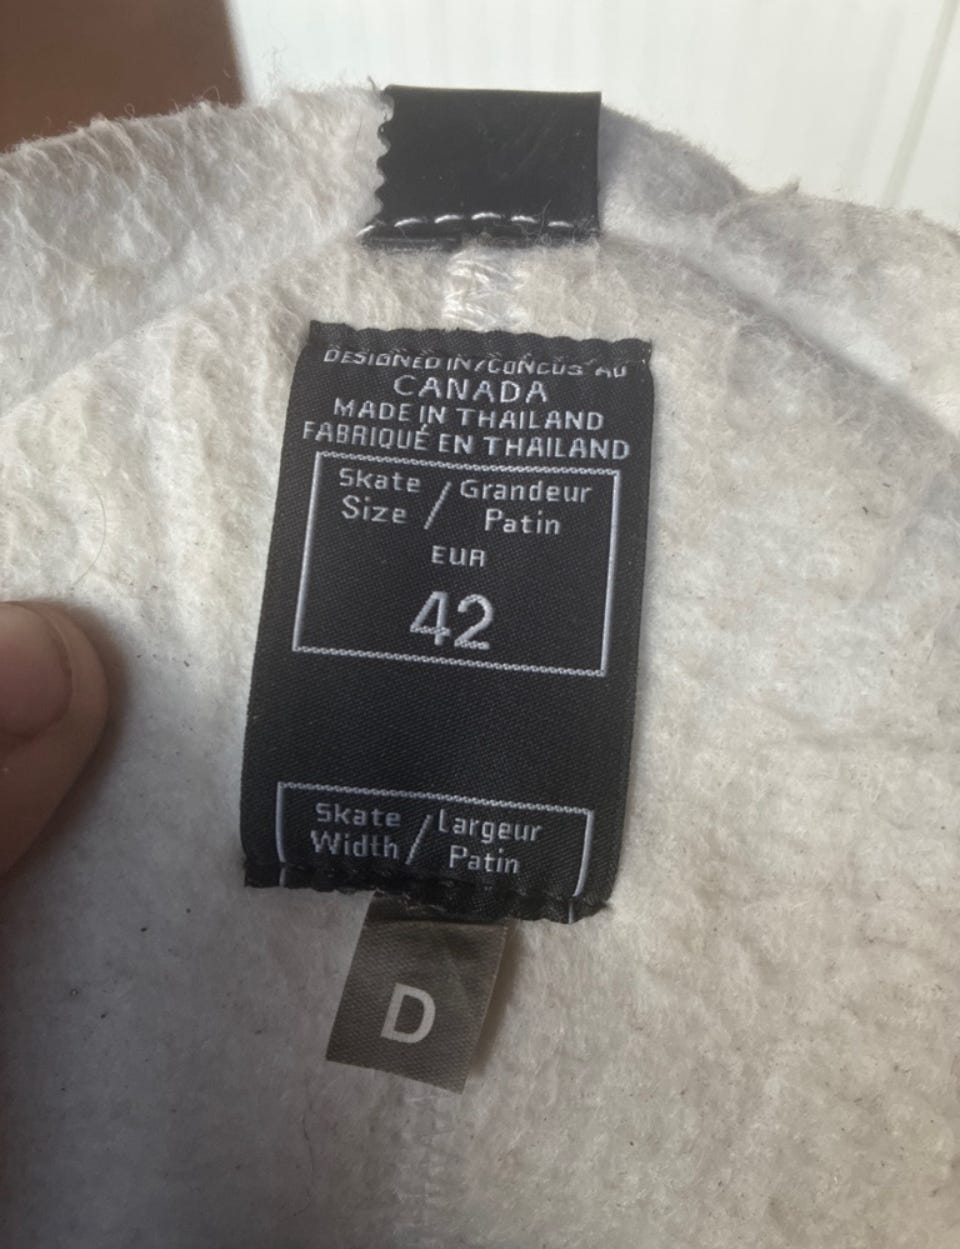 DESIGNED IN/CONÇUS AU
CANADA
MADE IN THAILAND
FABRIQUÉ EN THAILAND
Skate / Grandeur
Size Patin
EUR
42
Skate / Largeur
Width Patin
D